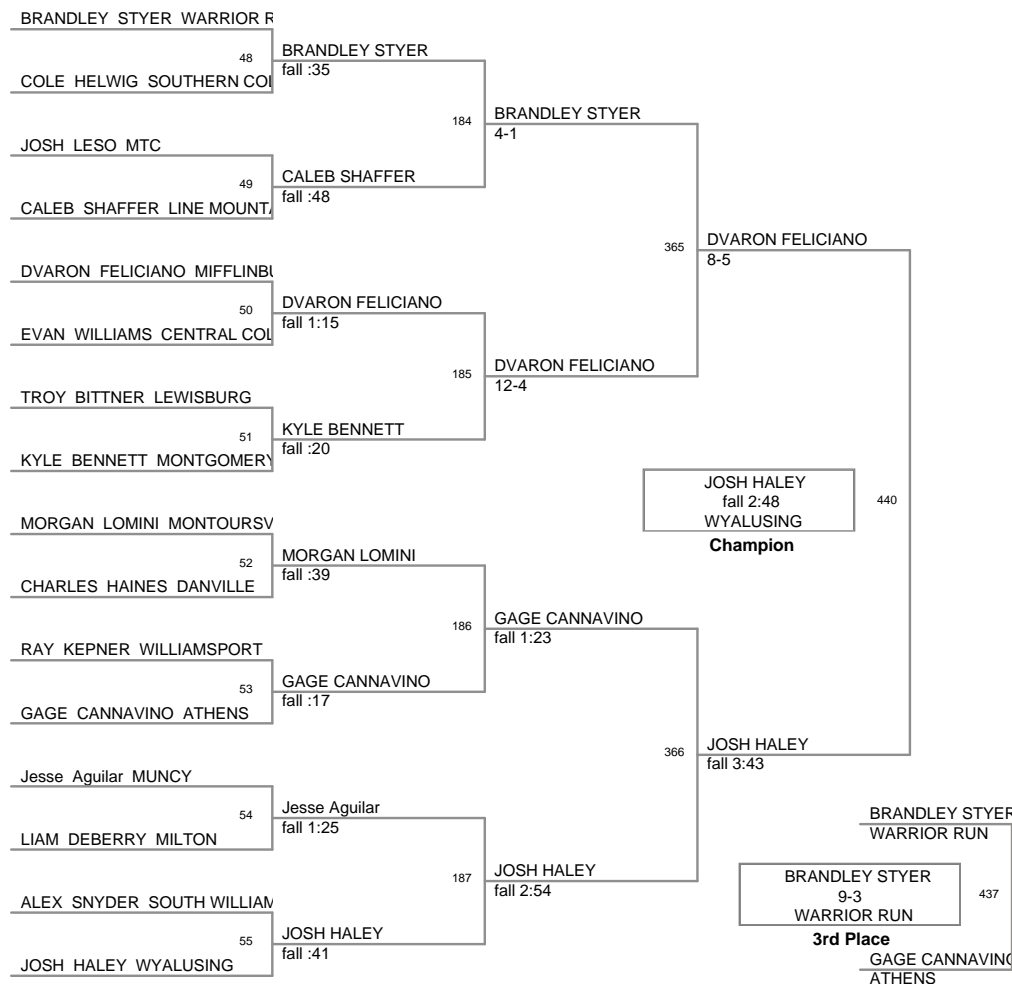 BRANDLEY STYER WARRIOR R
48
BRANDLEY STYER
fall :35
COLE HELWIG SOUTHERN COL
184
BRANDLEY STYER
4-1
JOSH LESO MTC
49
CALEB SHAFFER
fall :48
CALEB SHAFFER LINE MOUNTA
365
DVARON FELICIANO
8-5
DVARON FELICIANO MIFFLINBU
50
DVARON FELICIANO
fall 1:15
EVAN WILLIAMS CENTRAL COL
185
DVARON FELICIANO
12-4
TROY BITTNER LEWISBURG
51
KYLE BENNETT
fall :20
KYLE BENNETT MONTGOMERY
JOSH HALEY
fall 2:48
WYALUSING
Champion
440
MORGAN LOMINI MONTOURSV
52
MORGAN LOMINI
fall :39
CHARLES HAINES DANVILLE
186
GAGE CANNAVINO
fall 1:23
RAY KEPNER WILLIAMSPORT
53
GAGE CANNAVINO
fall :17
GAGE CANNAVINO ATHENS
366
JOSH HALEY
fall 3:43
Jesse Aguilar MUNCY
54
Jesse Aguilar
fall 1:25
LIAM DEBERRY MILTON
187
JOSH HALEY
fall 2:54
ALEX SNYDER SOUTH WILLIAM
55
JOSH HALEY
fall :41
JOSH HALEY WYALUSING
BRANDLEY STYER
WARRIOR RUN
BRANDLEY STYER
9-3
WARRIOR RUN
3rd Place
437
GAGE CANNAVINO
ATHENS